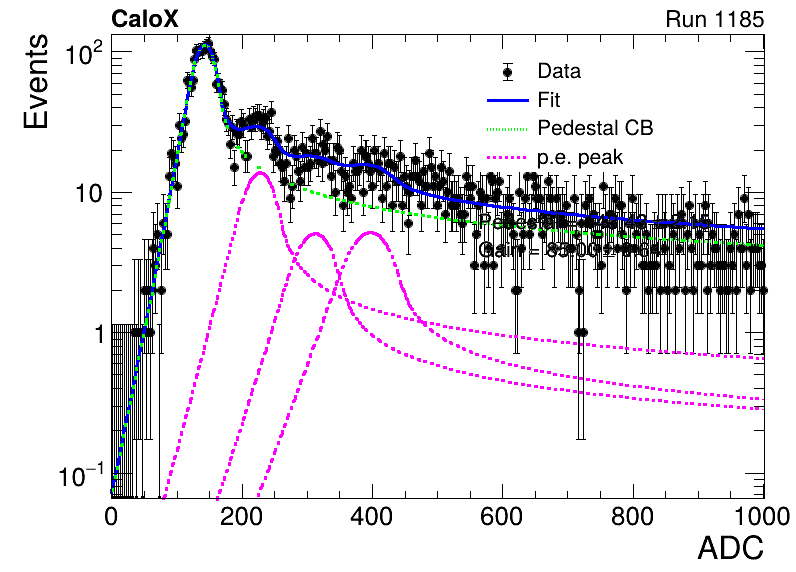 CaloX Run 1185
Events
Data
Fit
Pedestal CB
p.e. peak
10²
10
1
10⁻¹
0 200 400 600 800 1000
ADC